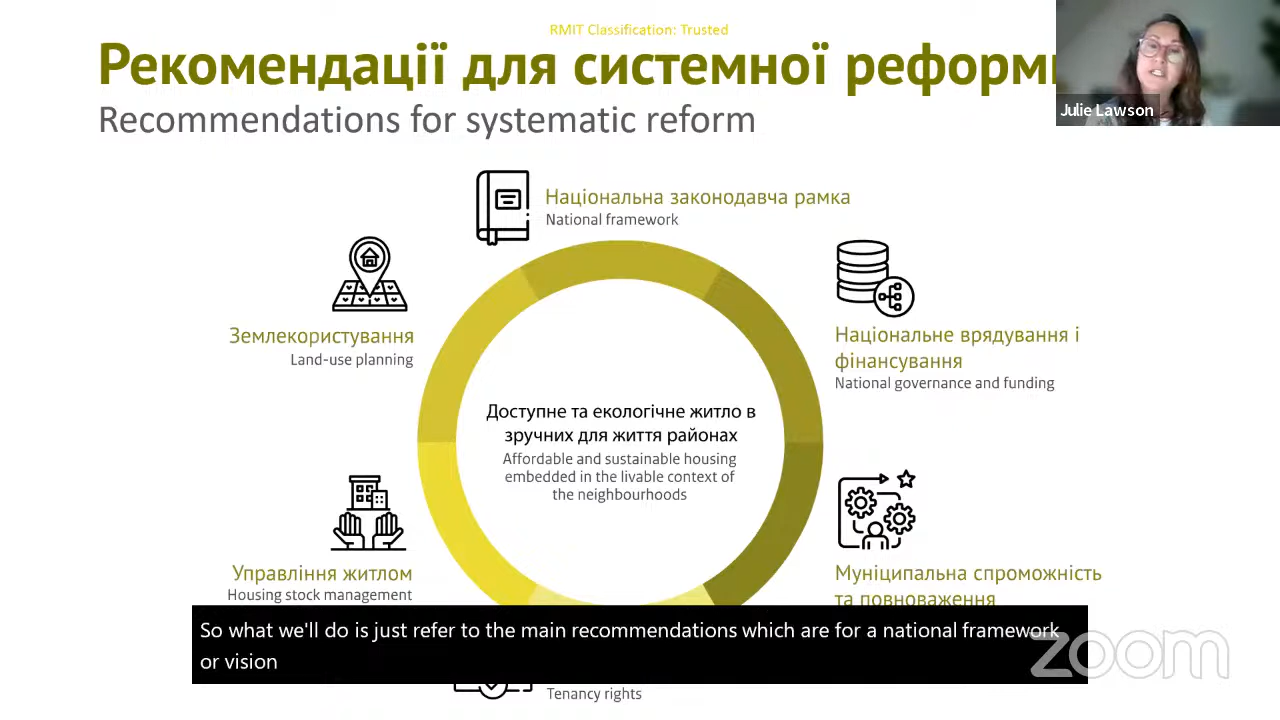 RMIT Classification: Trusted
Рекомендації для системної реформи
Recommendations for systematic reform
Julie Lawson
Національна законодавча рамка
National framework
Землекористування
Land-use planning
Національне врядування і
фінансування
National governance and funding
Доступне та екологічне житло в
зручних для життя районах
Affordable and sustainable housing
embedded in the livable context of
the neighbourhoods
Управління житлом
Housing stock management
Муніципальна спроможність
та повноваження
So what we'll do is just refer to the main recommendations which are for a national framework
or vision
zoom
Tenancy rights